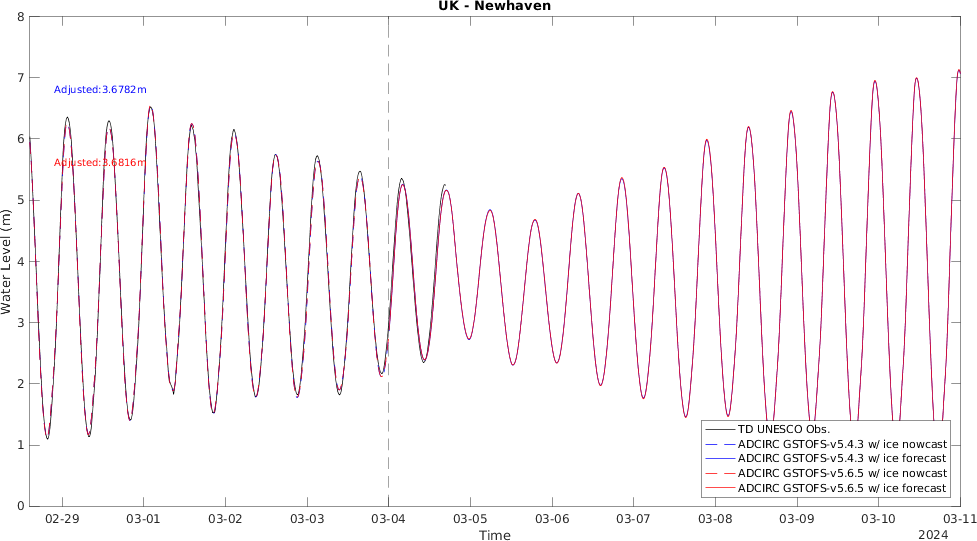 UK - Newhaven
8
7
6
5
4
3
2
1
0
Water Level (m)
Adjusted:3.6782m
Adjusted:3.6816m
TD UNESCO Obs.
ADCIRC GSTOFS-v5.4.3 w/ ice nowcast
ADCIRC GSTOFS-v5.4.3 w/ ice forecast
ADCIRC GSTOFS-v5.6.5 w/ ice nowcast
ADCIRC GSTOFS-v5.6.5 w/ ice forecast
02-29 03-01 03-02 03-03 03-04 03-05 03-06 03-07 03-08 03-09 03-10 03-11
Time
2024